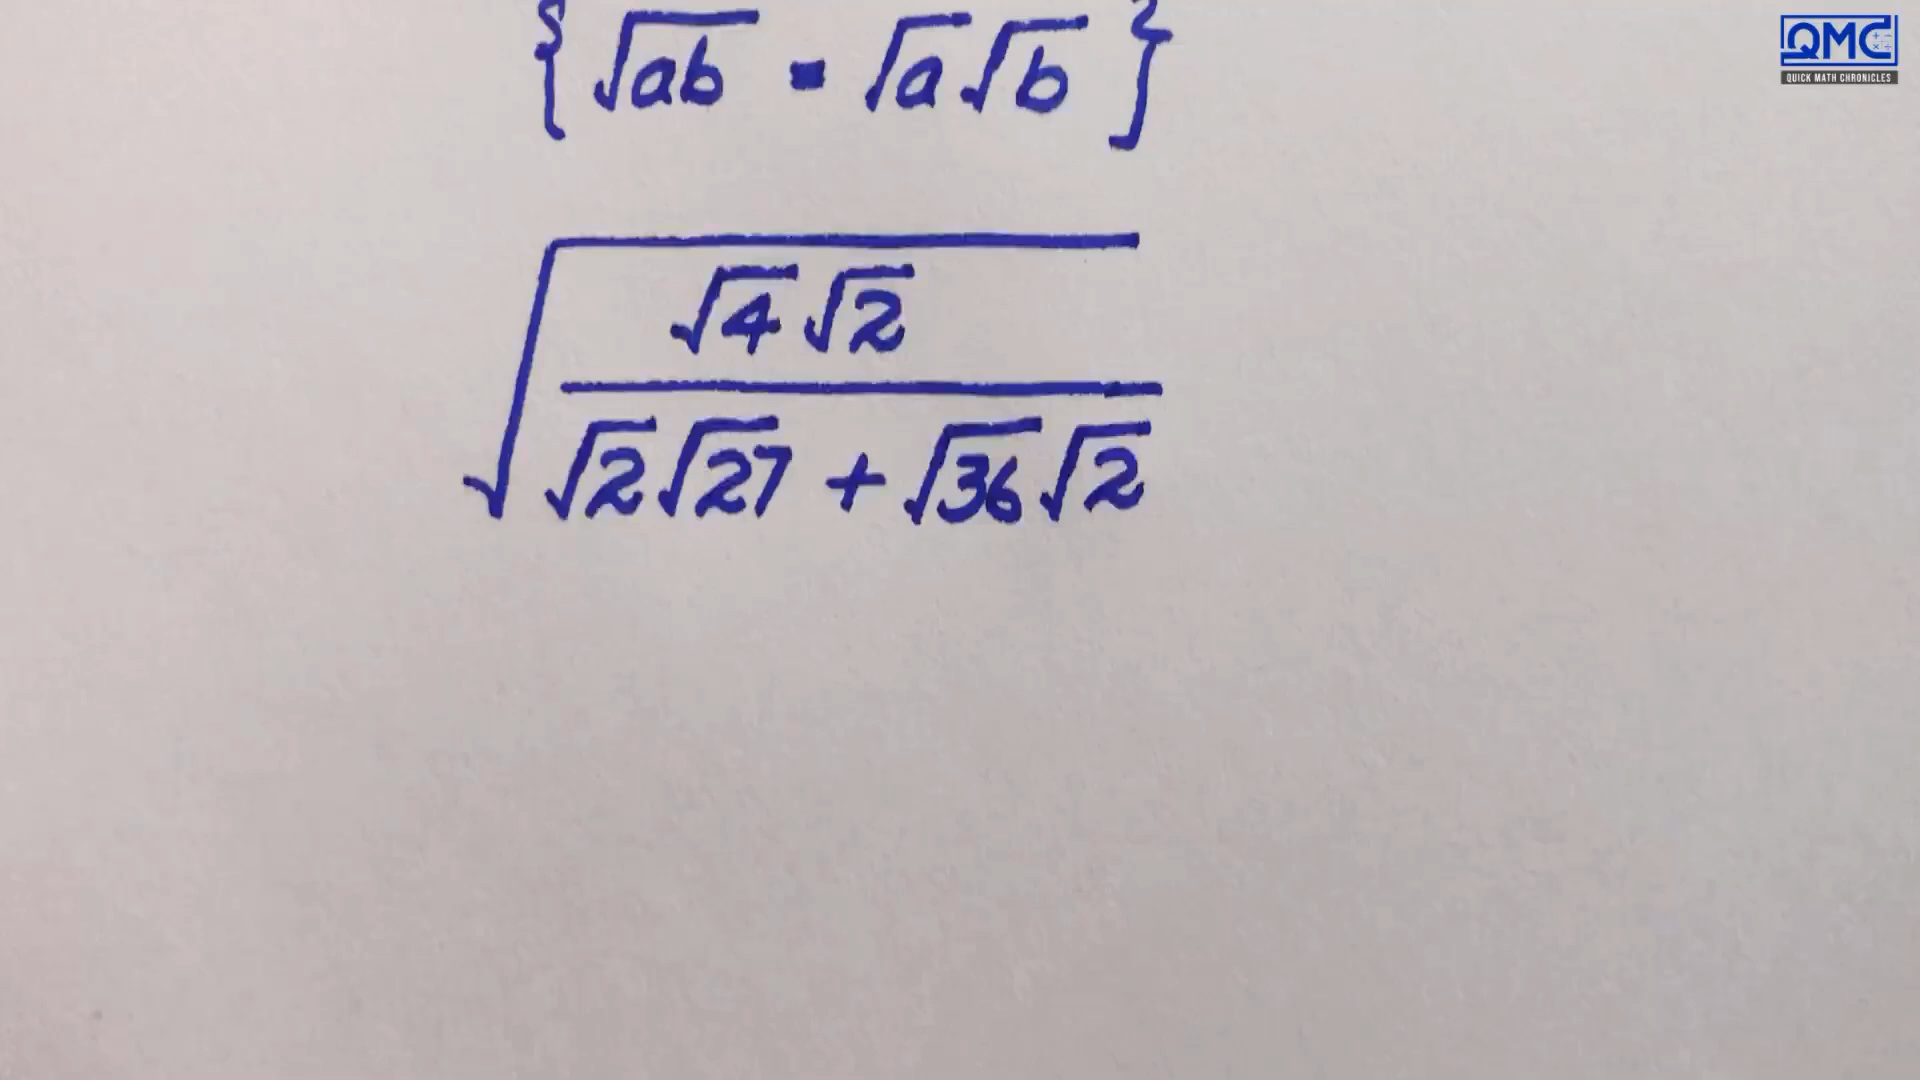 { √ab = √a√b }
QMC
QUICK MATH CHRONICLES
√4√2
√2√27 + √36√2